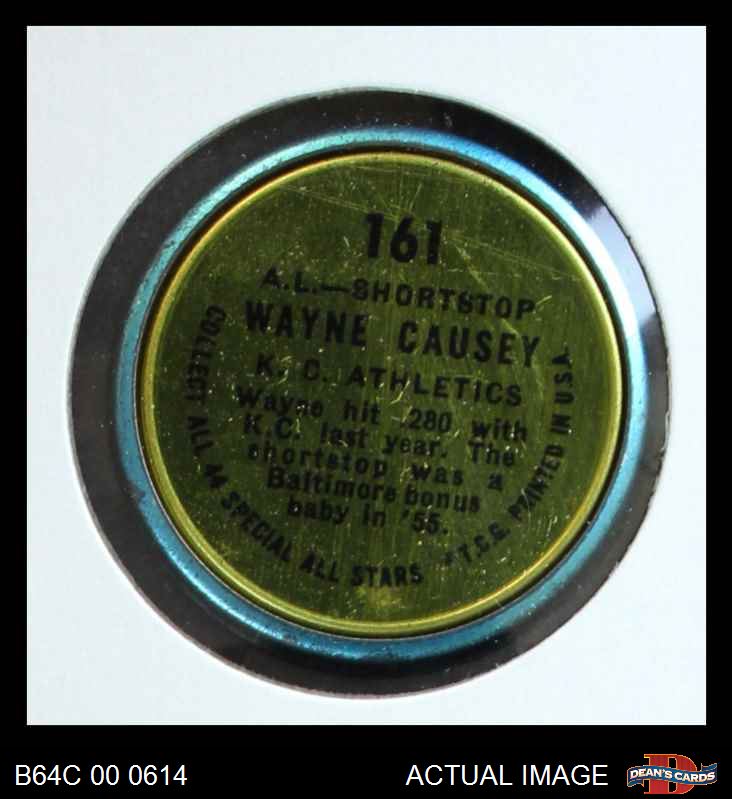 161
A.L.—SHORTSTOP
WAYNE CAUSEY
K. C. ATHLETICS
Wayne hit .280 with
K.C. last year. The
shortstop was a
Baltimore bonus
baby in '55.
COLLECT ALL 44 SPECIAL ALL STARS
*T.C.G. PRINTED IN U.S.A.
B64C 00 0614
ACTUAL IMAGE
D
DEAN'S CARDS